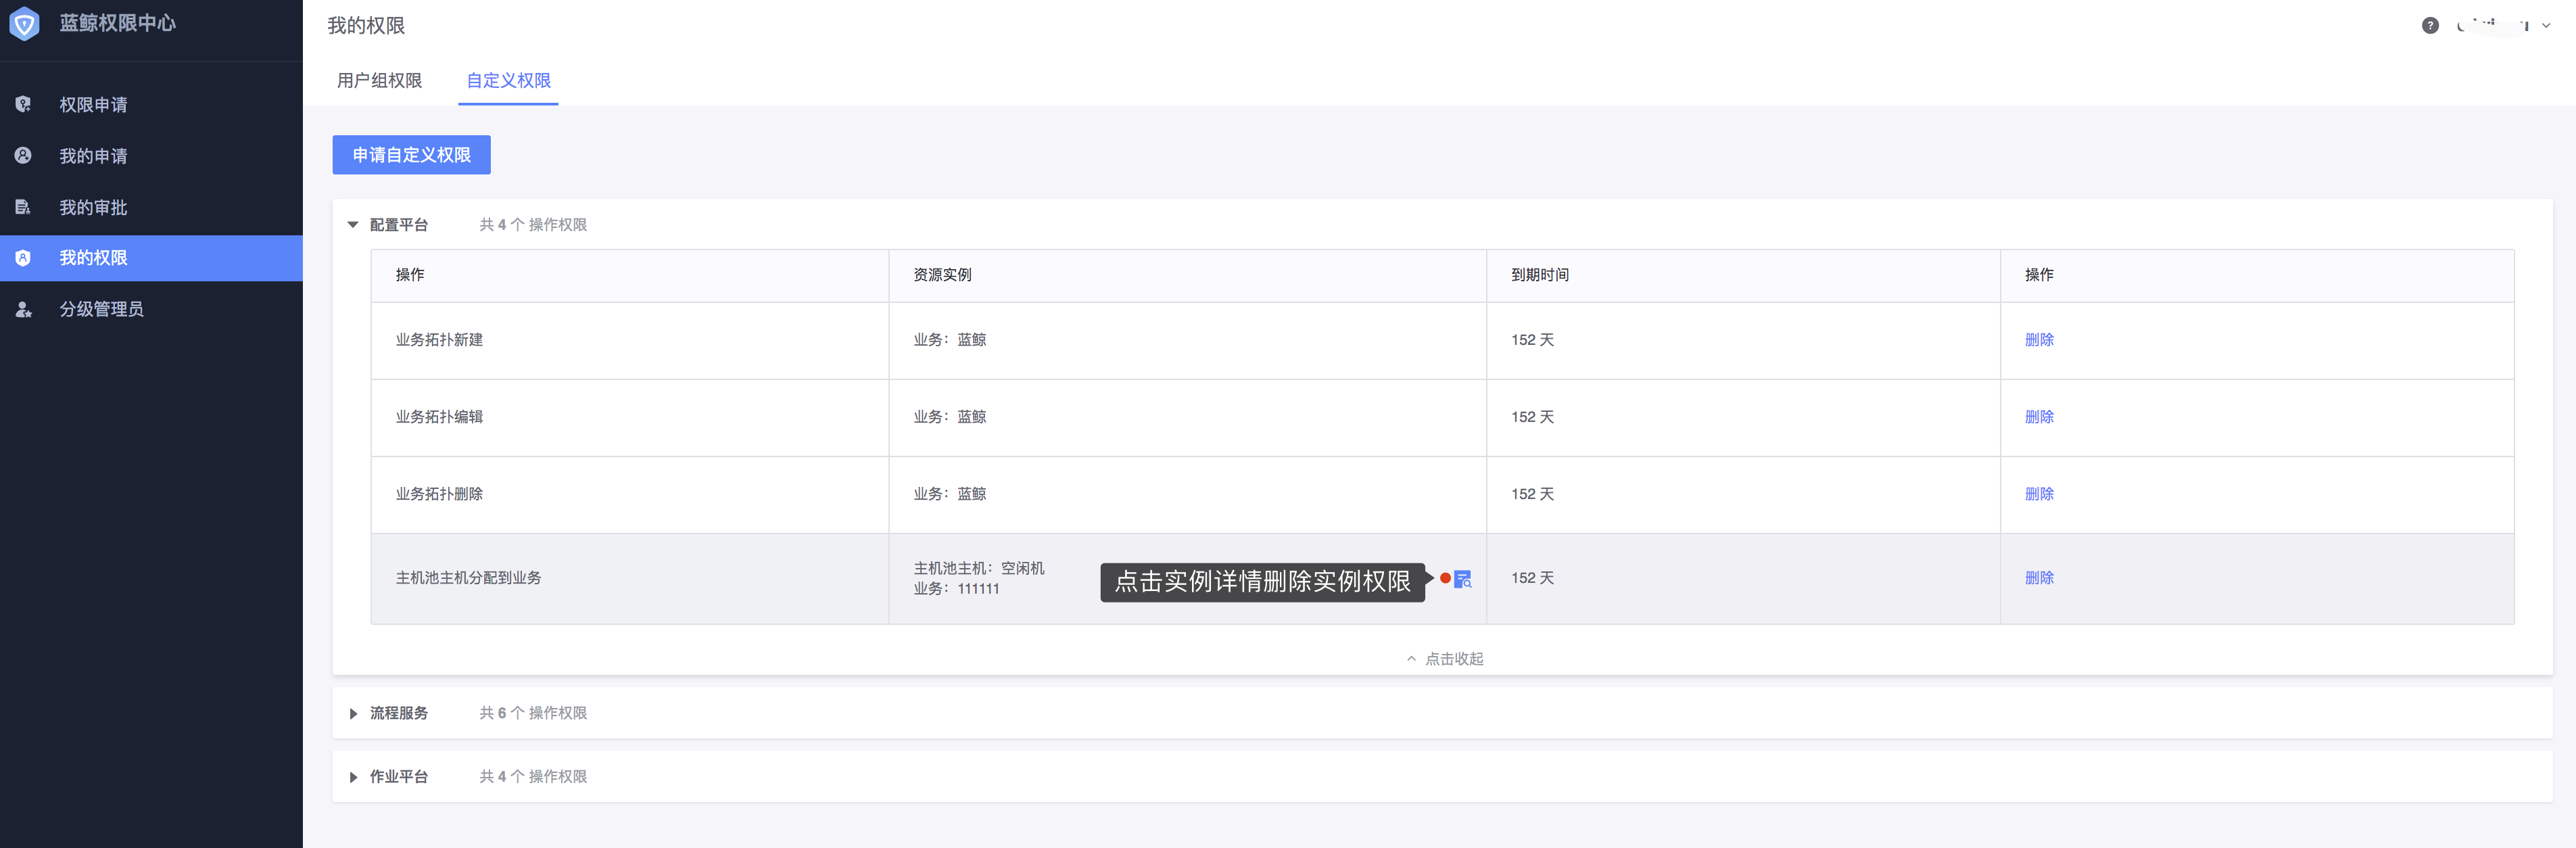 蓝鲸权限中心
权限申请
我的申请
我的审批
我的权限
分级管理员
我的权限
用户组权限 自定义权限
申请自定义权限
配置平台 共 4 个 操作权限
操作 资源实例 到期时间 操作
业务拓扑新建 业务：蓝鲸 152 天 删除
业务拓扑编辑 业务：蓝鲸 152 天 删除
业务拓扑删除 业务：蓝鲸 152 天 删除
主机池主机分配到业务 主机池主机：空闲机 点击实例详情删除实例权限 152 天 删除
业务：111111
点击收起
流程服务 共 6 个 操作权限
作业平台 共 4 个 操作权限